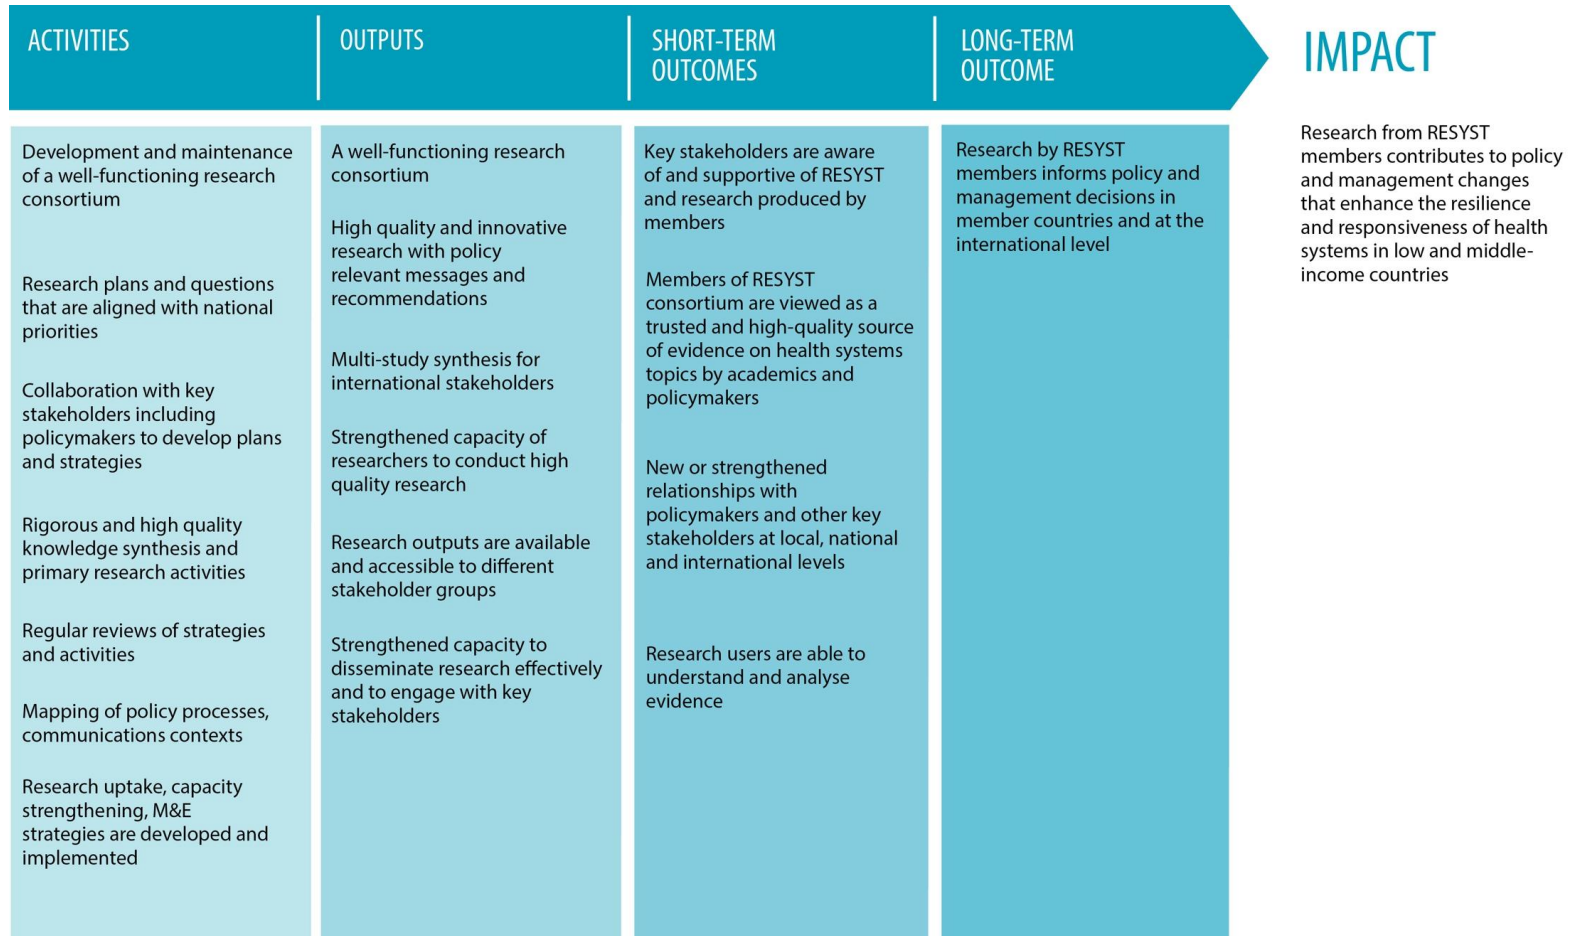 ACTIVITIES
Development and maintenance
of a well-functioning research
consortium
Research plans and questions
that are aligned with national
priorities
Collaboration with key
stakeholders including
policymakers to develop plans
and strategies
Rigorous and high quality
knowledge synthesis and
primary research activities
Regular reviews of strategies
and activities
Mapping of policy processes,
communications contexts
Research uptake, capacity
strengthening, M&E
strategies are developed and
implemented
OUTPUTS
A well-functioning research
consortium
High quality and innovative
research with policy
relevant messages and
recommendations
Multi-study synthesis for
international stakeholders
Strengthened capacity of
researchers to conduct high
quality research
Research outputs are available
and accessible to different
stakeholder groups
Strengthened capacity to
disseminate research effectively
and to engage with key
stakeholders
SHORT-TERM
OUTCOMES
Key stakeholders are aware
of and supportive of RESYST
and research produced by
members
Members of RESYST
consortium are viewed as a
trusted and high-quality source
of evidence on health systems
topics by academics and
policymakers
New or strengthened
relationships with
policymakers and other key
stakeholders at local, national
and international levels
Research users are able to
understand and analyse
evidence
LONG-TERM
OUTCOME
Research by RESYST
members informs policy and
management decisions in
member countries and at the
international level
IMPACT
Research from RESYST
members contributes to policy
and management changes
that enhance the resilience
and responsiveness of health
systems in low and middle-
income countries